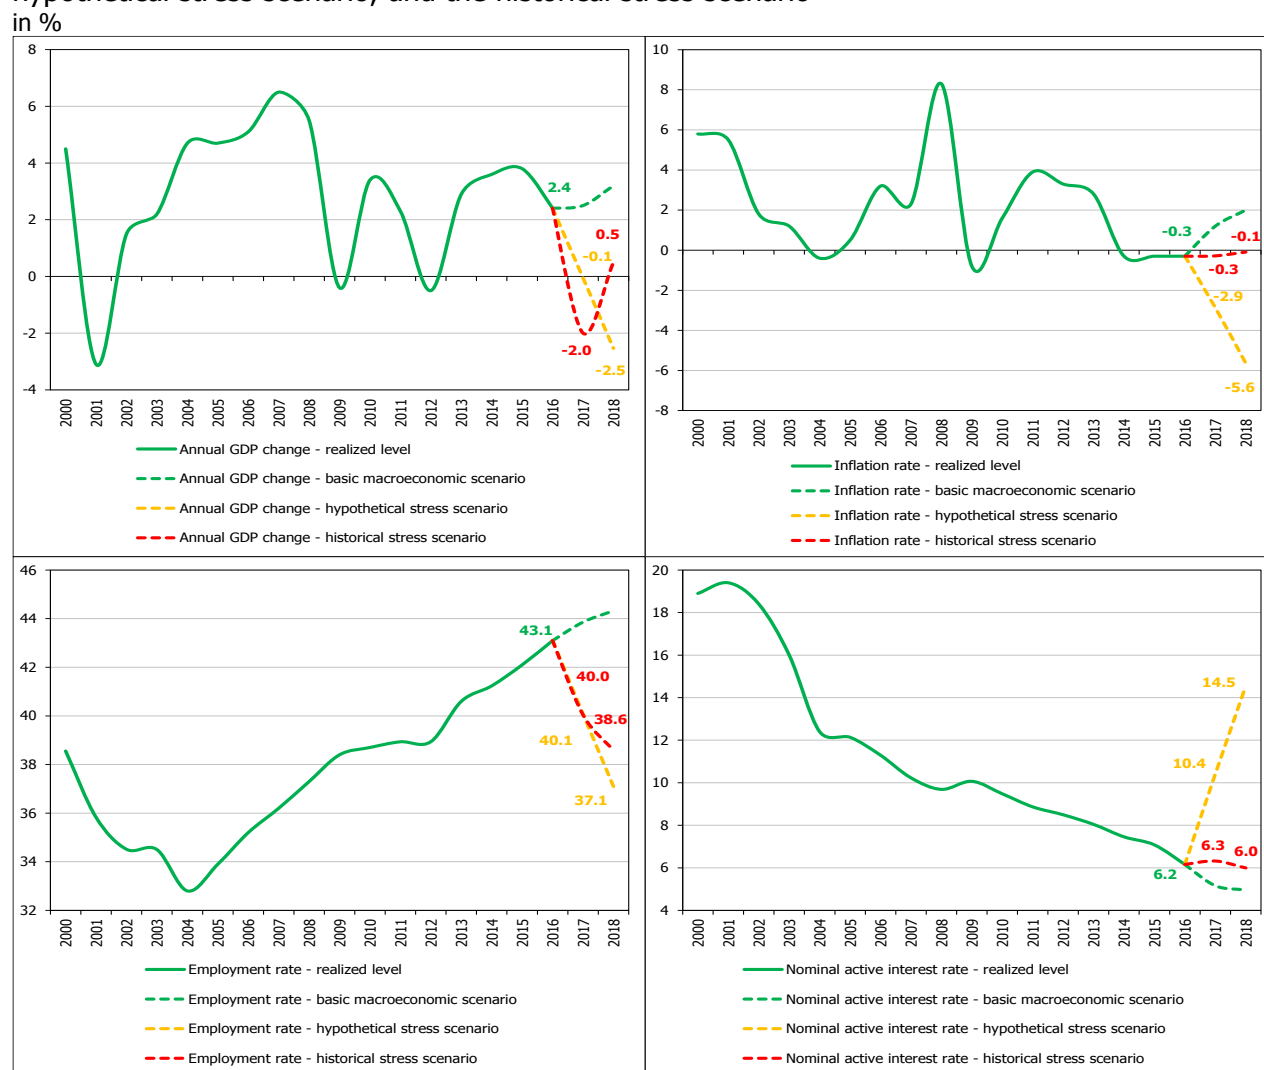 hypothetical stress scenario, and the historical stress scenario
in %
8
6
4
2
0
-2
-4
2.4
0.5
-0.1
-2.0
-2.5
2000 2001 2002 2003 2004 2005 2006 2007 2008 2009 2010 2011 2012 2013 2014 2015 2016 2017 2018
Annual GDP change - realized level
Annual GDP change - basic macroeconomic scenario
Annual GDP change - hypothetical stress scenario
Annual GDP change - historical stress scenario
10
8
6
4
2
0
-2
-4
-6
-8
-0.3
-0.1
-0.3
-2.9
-5.6
2000 2001 2002 2003 2004 2005 2006 2007 2008 2009 2010 2011 2012 2013 2014 2015 2016 2017 2018
Inflation rate - realized level
Inflation rate - basic macroeconomic scenario
Inflation rate - hypothetical stress scenario
Inflation rate - historical stress scenario
46
44
42
40
38
36
34
32
43.1
40.0
38.6
40.1
37.1
2000 2001 2002 2003 2004 2005 2006 2007 2008 2009 2010 2011 2012 2013 2014 2015 2016 2017 2018
Employment rate - realized level
Employment rate - basic macroeconomic scenario
Employment rate - hypothetical stress scenario
Employment rate - historical stress scenario
20
18
16
14
12
10
8
6
4
14.5
10.4
6.3
6.0
6.2
2000 2001 2002 2003 2004 2005 2006 2007 2008 2009 2010 2011 2012 2013 2014 2015 2016 2017 2018
Nominal active interest rate - realized level
Nominal active interest rate - basic macroeconomic scenario
Nominal active interest rate - hypothetical stress scenario
Nominal active interest rate - historical stress scenario